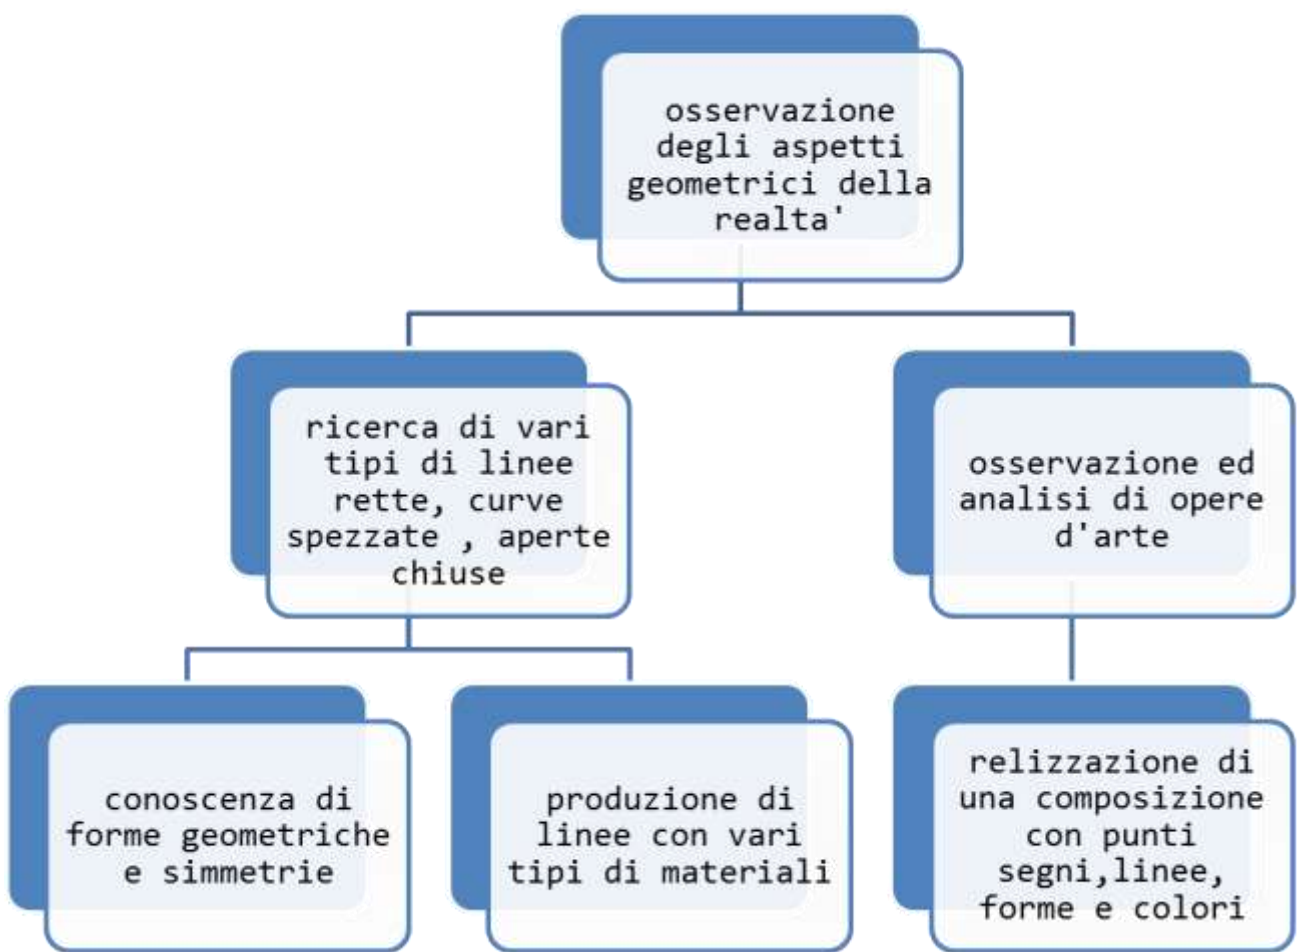 osservazione
degli aspetti
geometrici della
realta'
ricerca di vari
tipi di linee
rette, curve
spezzate , aperte
chiuse
osservazione ed
analisi di opere
d'arte
conoscenza di
forme geometriche
e simmetrie
produzione di
linee con vari
tipi di materiali
relizzazione di
una composizione
con punti
segni,linee,
forme e colori